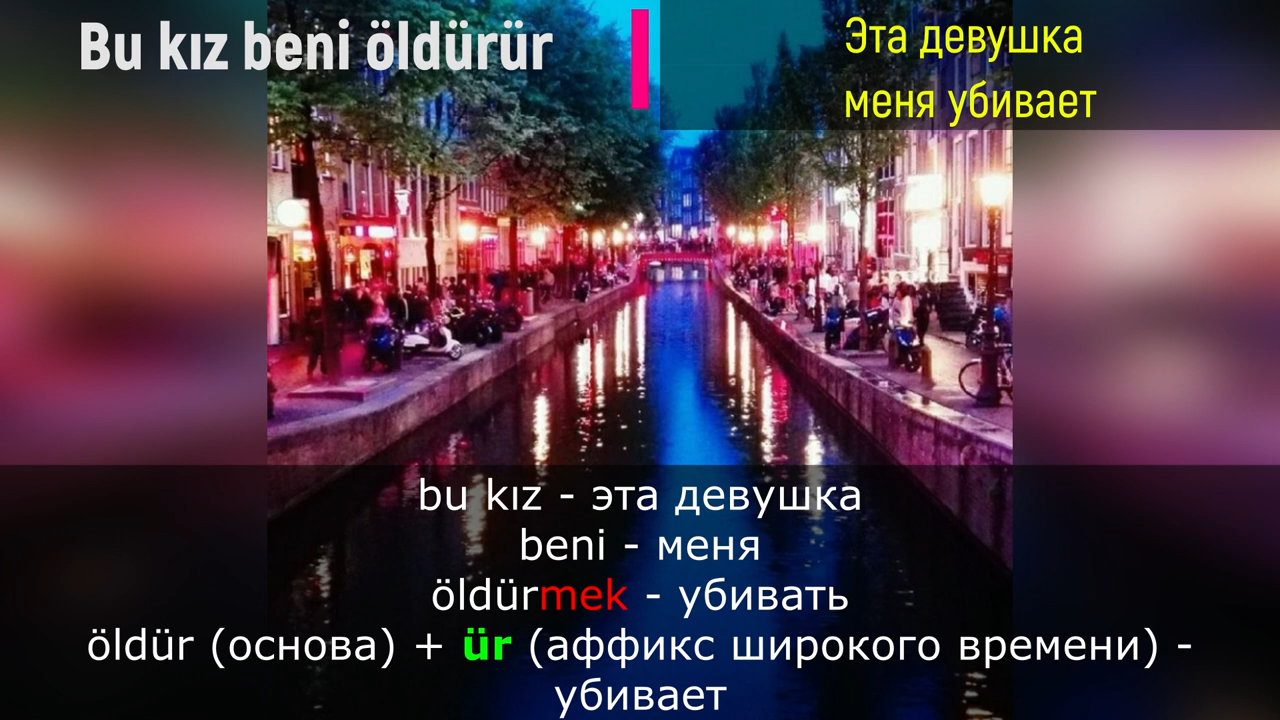 Bu kız beni öldürür
Эта девушка
меня убивает
bu kız - эта девушка
beni - меня
öldürmek - убивать
öldür (основа) + ür (аффикс широкого времени) -
убивает